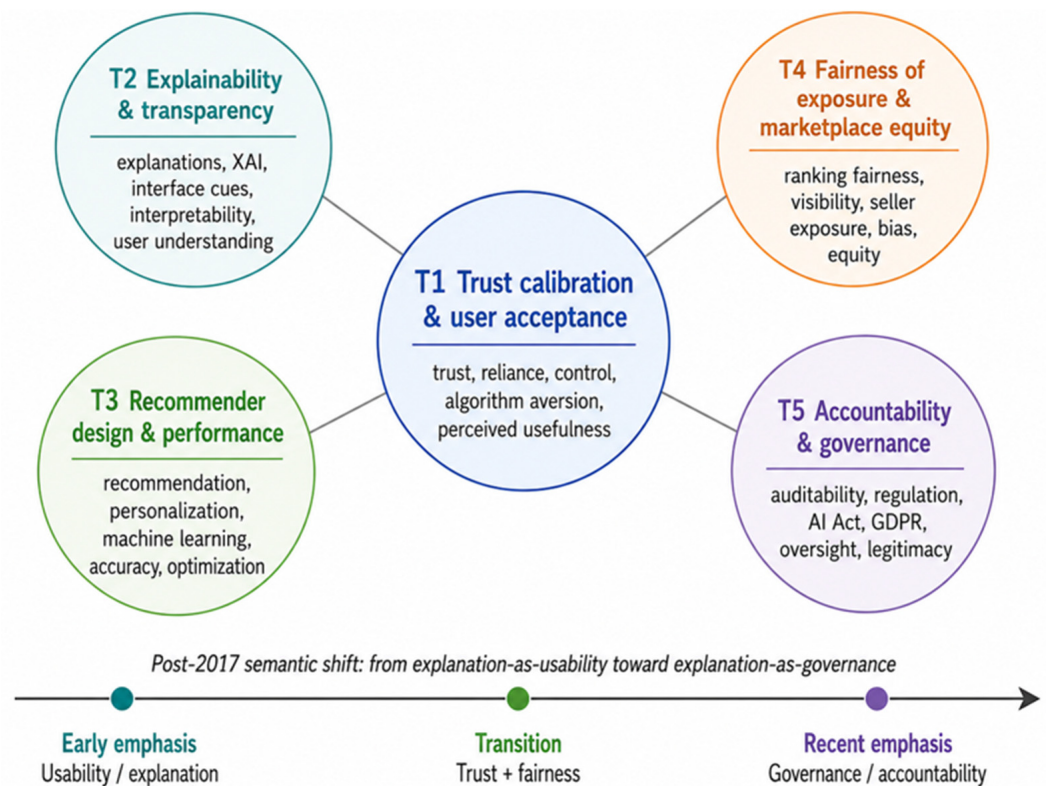 T2 Explainability
& transparency
explanations, XAI,
interface cues,
interpretability,
user understanding
T4 Fairness of
exposure &
marketplace equity
ranking fairness,
visibility, seller
exposure, bias,
equity
T1 Trust calibration
& user acceptance
trust, reliance, control,
algorithm aversion,
perceived usefulness
T3 Recommender
design & performance
recommendation,
personalization,
machine learning,
accuracy, optimization
T5 Accountability
& governance
auditability, regulation,
AI Act, GDPR,
oversight, legitimacy
Post-2017 semantic shift: from explanation-as-usability toward explanation-as-governance
Early emphasis
Usability / explanation
Transition
Trust + fairness
Recent emphasis
Governance / accountability